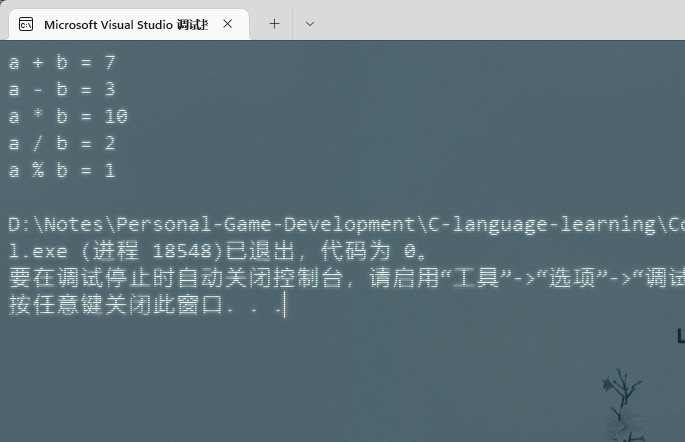 Microsoft Visual Studio 调试
a + b = 7
a - b = 3
a * b = 10
a / b = 2
a % b = 1
D:\Notes\Personal-Game-Development\C-language-learning\C
l.exe (进程 18548)已退出，代码为 0。
要在调试停止时自动关闭控制台，请启用“工具”->“选项”->“调试
按任意键关闭此窗口. . .